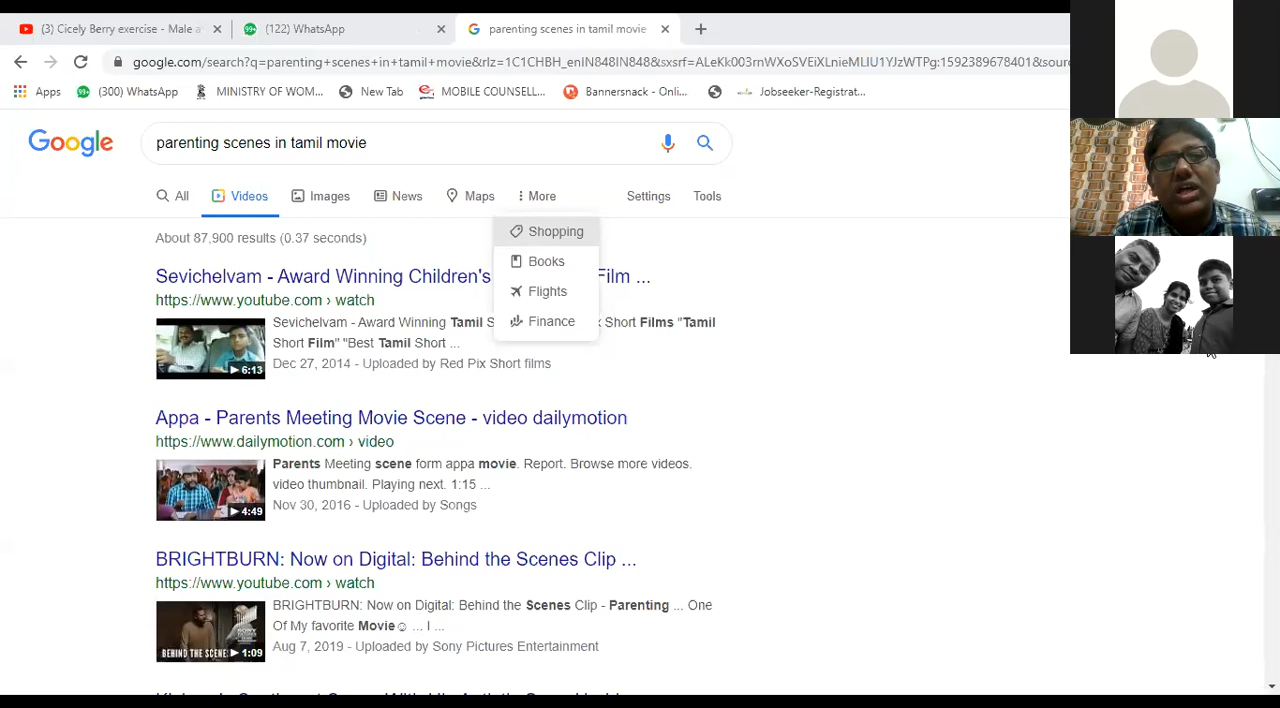 (3) Cicely Berry exercise - Male a
(122) WhatsApp
parenting scenes in tamil movie
google.com/search?q=parenting+scenes+in+tamil+movie&rlz=1C1CHBH_enIN848IN848&sxsrf=ALeKk003rnWXoSVEiXLnieMLIU1YJzWTPg:1592389678401&sourc
Apps
(300) WhatsApp
MINISTRY OF WOM...
New Tab
MOBILE COUNSELL...
Bannersnack - Onli...
Jobseeker-Registrat...
Google
parenting scenes in tamil movie
All
Videos
Images
News
Maps
More
Settings
Tools
Shopping
Books
Flights
Finance
About 87,900 results (0.37 seconds)
Sevichelvam - Award Winning Children's Film ...
https://www.youtube.com › watch
Sevichelvam - Award Winning Tamil S x Short Films "Tamil
Short Film" "Best Tamil Short ...
6:13
Dec 27, 2014 - Uploaded by Red Pix Short films
Appa - Parents Meeting Movie Scene - video dailymotion
https://www.dailymotion.com › video
Parents Meeting scene form appa movie. Report. Browse more videos.
video thumbnail. Playing next. 1:15 ...
4:49
Nov 30, 2016 - Uploaded by Songs
BRIGHTBURN: Now on Digital: Behind the Scenes Clip ...
https://www.youtube.com › watch
BRIGHTBURN: Now on Digital: Behind the Scenes Clip - Parenting ... One
Of My favorite Movie☺ ... I ...
BEHIND THE SCENE
1:09
Aug 7, 2019 - Uploaded by Sony Pictures Entertainment